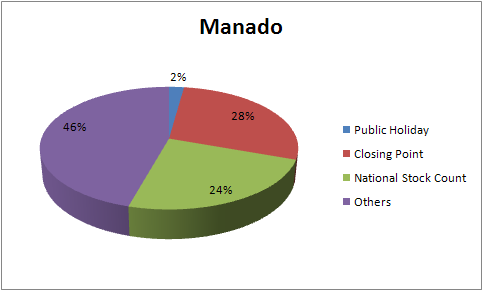 Manado
2%
28%
46%
24%
Public Holiday
Closing Point
National Stock Count
Others